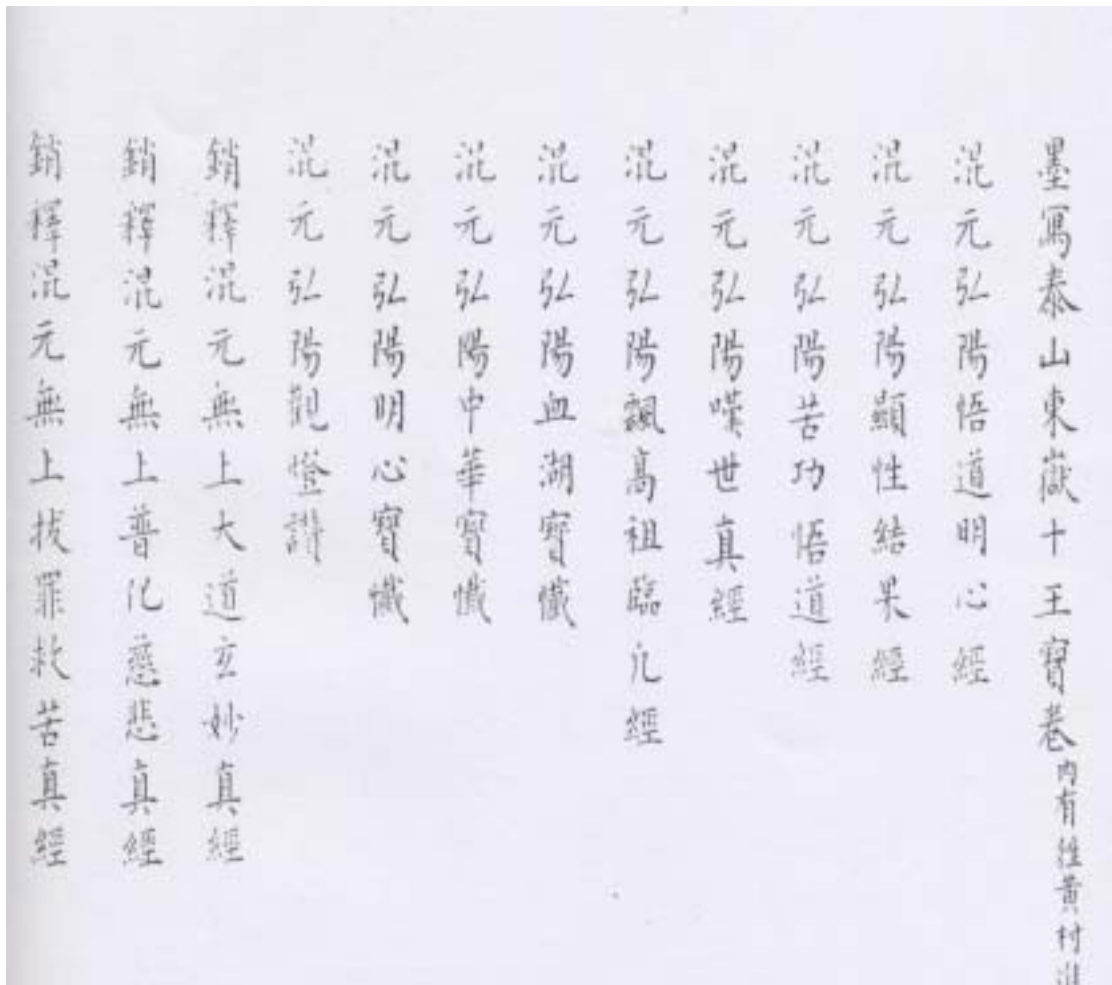 墨寫泰山東嶽十王寶卷內有往黃村
混元弘陽悟道明心經
混元弘陽顯性結果經
混元弘陽苦功悟道經
混元弘陽嘆世真經
混元弘陽飄高祖臨凡經
混元弘陽血湖寶懺
混元弘陽中華寶懺
混元弘陽明心寶懺
混元弘陽觀燈讚
銷釋混元無上大道玄妙真經
銷釋混元無上普化慈悲真經
銷釋混元無上拔罪救苦真經